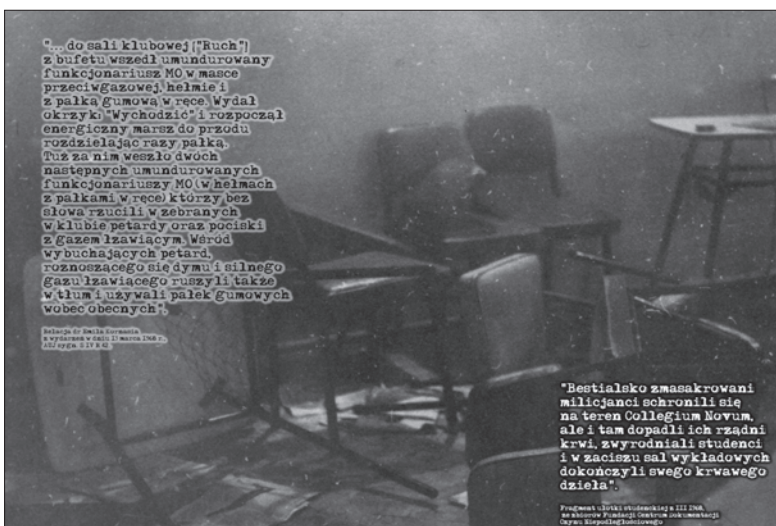 "... do sali klubowej ["Ruch"]
z bufetu wszedł umundurowany
funkcjonariusz MO w masce
przeciwgazowej, hełmie i
z pałką gumową w ręce. Wydał
okrzyk: "Wychodzić" i rozpoczął
energiczny marsz do przodu
rozdzielając razy pałką.
Tuż za nim weszło dwóch
następnych umundurowanych
funkcjonariuszy MO (w hełmach
z pałkami w ręce) którzy bez
słowa rzucili w zebranych
w klubie petardy oraz pociski
z gazem łzawiącym. Wśród
wybuchających petard,
roznoszącego się dymu i silnego
gazu łzawiącego ruszyli także
w tłum i używali pałek gumowych
wobec obecnych".
Relacja dr Emila
z wydarzeń w dniu 13 marca 1968 r.,
AUJ sygn. S IV
"Bestialsko zmasakrowani
milicjanci schronili się
na teren Collegium Novum,
ale i tam dopadli ich rządni
krwi, zwyrodniali studenci
i w zaciszu sal wykładowych
dokończyli swego krwawego
dzieła".
Fragment ulotki studenckiej z III 1968,
ze zbiorów Fundacji Centrum Dokumentacji
Czynu Niepodległościowego